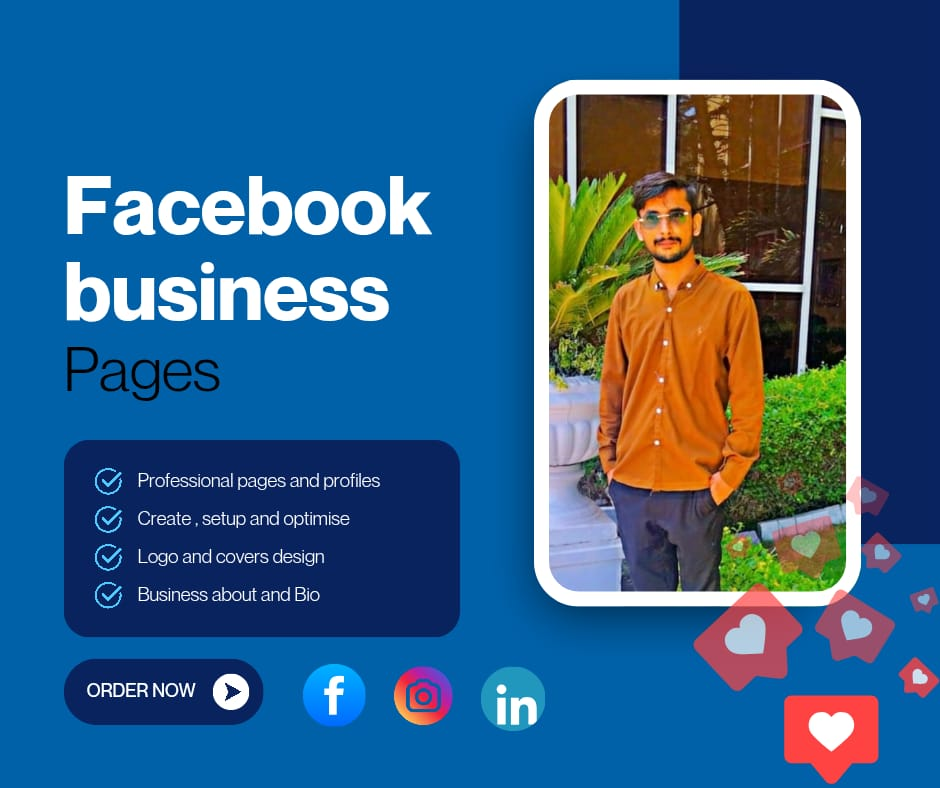 Facebook
business
Pages
Professional pages and profiles
Create , setup and optimise
Logo and covers design
Business about and Bio
ORDER NOW
f
in